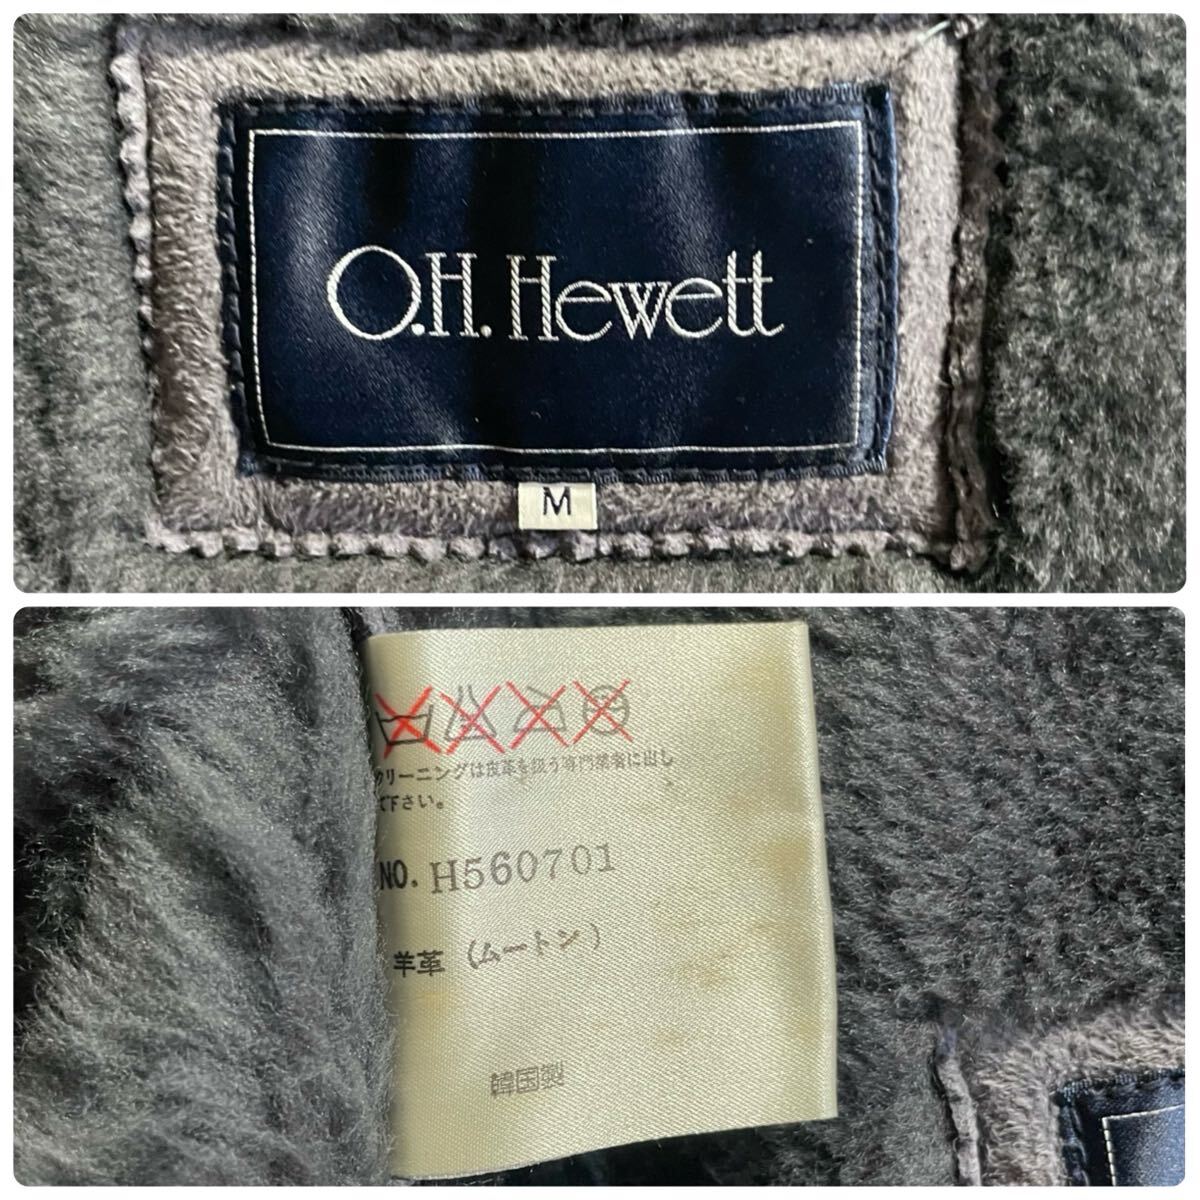 O.H. Hewett
M
クリーニングは皮革を扱う専門業者に出し
て下さい。
NO. H560701
羊革 (ムートン)
韓国製